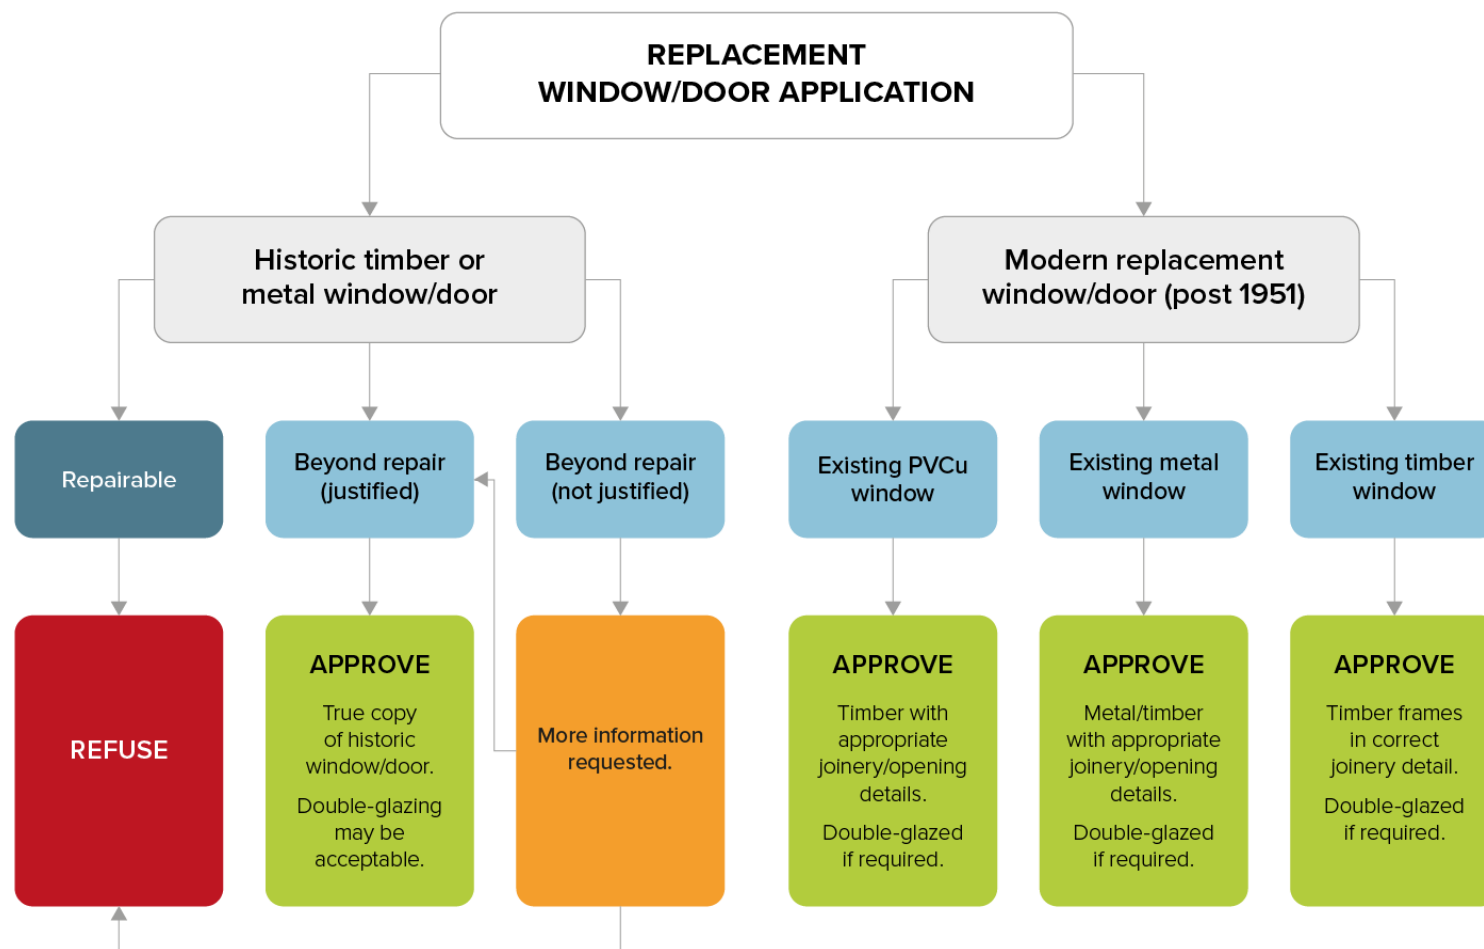 REPLACEMENT
WINDOW/DOOR APPLICATION
Historic timber or
metal window/door
Modern replacement
window/door (post 1951)
Repairable
Beyond repair
(justified)
Beyond repair
(not justified)
Existing PVCu
window
Existing metal
window
Existing timber
window
REFUSE
APPROVE
True copy
of historic
window/door.
Double-glazing
may be
acceptable.
More information
requested.
APPROVE
Timber with
appropriate
joinery/opening
details.
Double-glazed
if required.
APPROVE
Metal/timber
with appropriate
joinery/opening
details.
Double-glazed
if required.
APPROVE
Timber frames
in correct
joinery detail.
Double-glazed
if required.